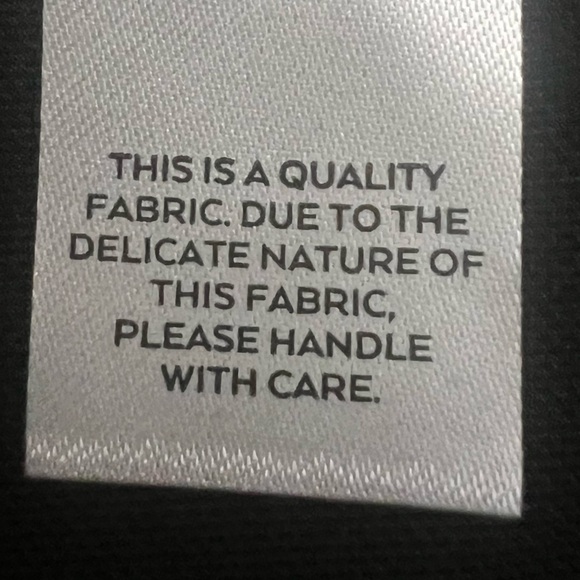 THIS IS A QUALITY
FABRIC. DUE TO THE
DELICATE NATURE OF
THIS FABRIC,
PLEASE HANDLE
WITH CARE.